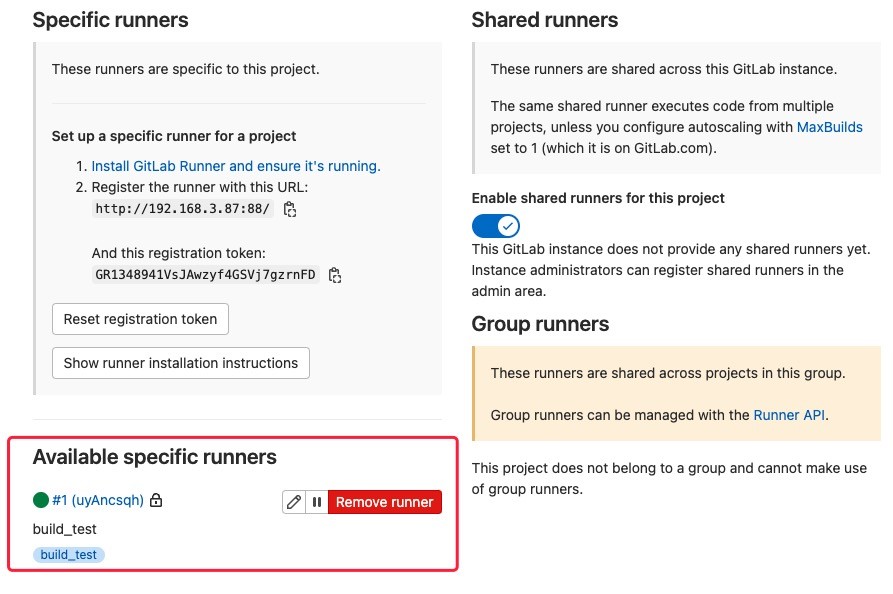 Specific runners
These runners are specific to this project.
Set up a specific runner for a project
1. Install GitLab Runner and ensure it's running.
2. Register the runner with this URL:
http://192.168.3.87:88/
And this registration token:
GR1348941VsJAwzyf4GSVj7gzrnFD
Reset registration token
Show runner installation instructions
Available specific runners
#1 (uyAncsqh)
Remove runner
build_test
build_test
Shared runners
These runners are shared across this GitLab instance.
The same shared runner executes code from multiple
projects, unless you configure autoscaling with MaxBuilds
set to 1 (which it is on GitLab.com).
Enable shared runners for this project
This GitLab instance does not provide any shared runners yet.
Instance administrators can register shared runners in the
admin area.
Group runners
These runners are shared across projects in this group.
Group runners can be managed with the Runner API.
This project does not belong to a group and cannot make use
of group runners.